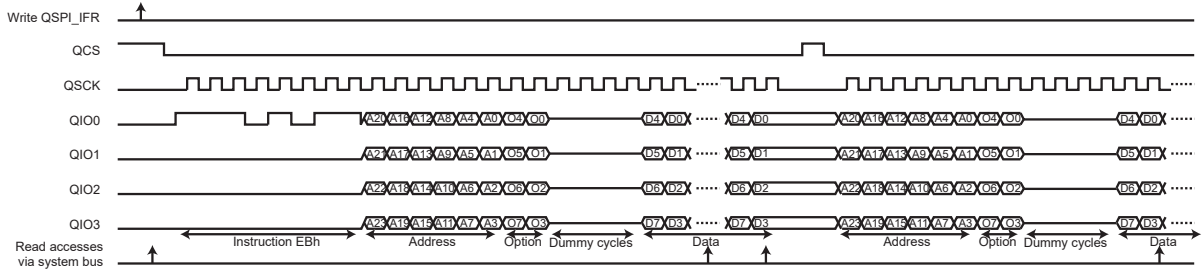 Write QSPI_IFR
QCS
QSCK
QIO0 A20 A16 A12 A8 A4 A0 O4 O0 D4 D0 D4 D0 A20 A16 A12 A8 A4 A0 O4 O0 D4 D0
QIO1 A21 A17 A13 A9 A5 A1 O5 O1 D5 D1 D5 D1 A21 A17 A13 A9 A5 A1 O5 O1 D5 D1
QIO2 A22 A18 A14 A10 A6 A2 O6 O2 D6 D2 D6 D2 A22 A18 A14 A10 A6 A2 O6 O2 D6 D2
QIO3 A23 A19 A15 A11 A7 A3 O7 O3 D7 D3 D7 D3 A23 A19 A15 A11 A7 A3 O7 O3 D7 D3
Instruction EBh Address Option Dummy cycles Data Address Option Dummy cycles Data
Read accesses
via system bus